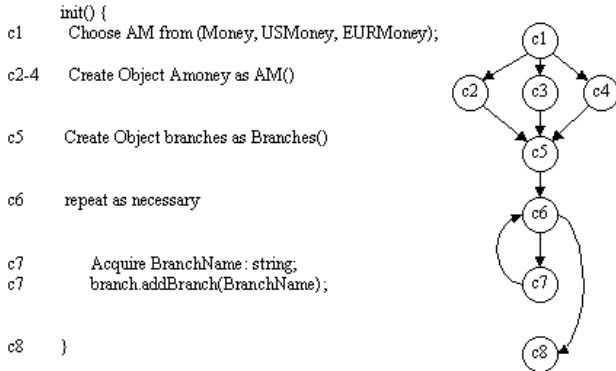 init() {
c1 Choose AM from (Money, USMoney, EURMoney);
c2-4 Create Object Amoney as AM()
c5 Create Object branches as Branches()
c6 repeat as necessary
c7 Acquire BranchName: string;
c7 branch.addBranch(BranchName);
c8 }
c1
c2 c3 c4
c5
c6
c7
c8